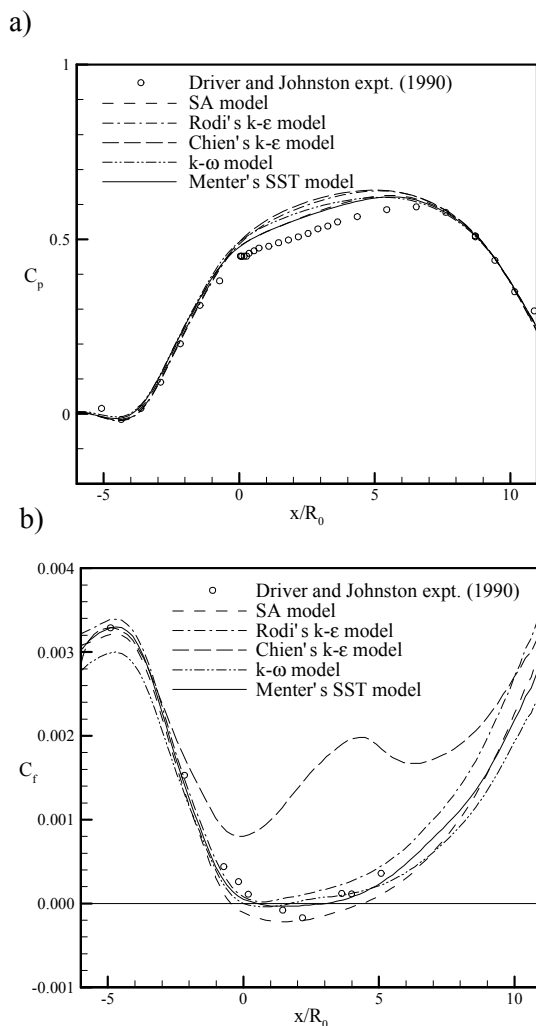 a)
1
Driver and Johnston expt. (1990)
SA model
Rodi's k-ε model
Chien's k-ε model
k-ω model
Menter's SST model
0.5
C_p
0
-5 0 5 10
x/R_0
b)
0.004
Driver and Johnston expt. (1990)
SA model
Rodi's k-ε model
Chien's k-ε model
k-ω model
Menter's SST model
0.003
0.002
C_f
0.001
0.000
-0.001
-5 0 5 10
x/R_0